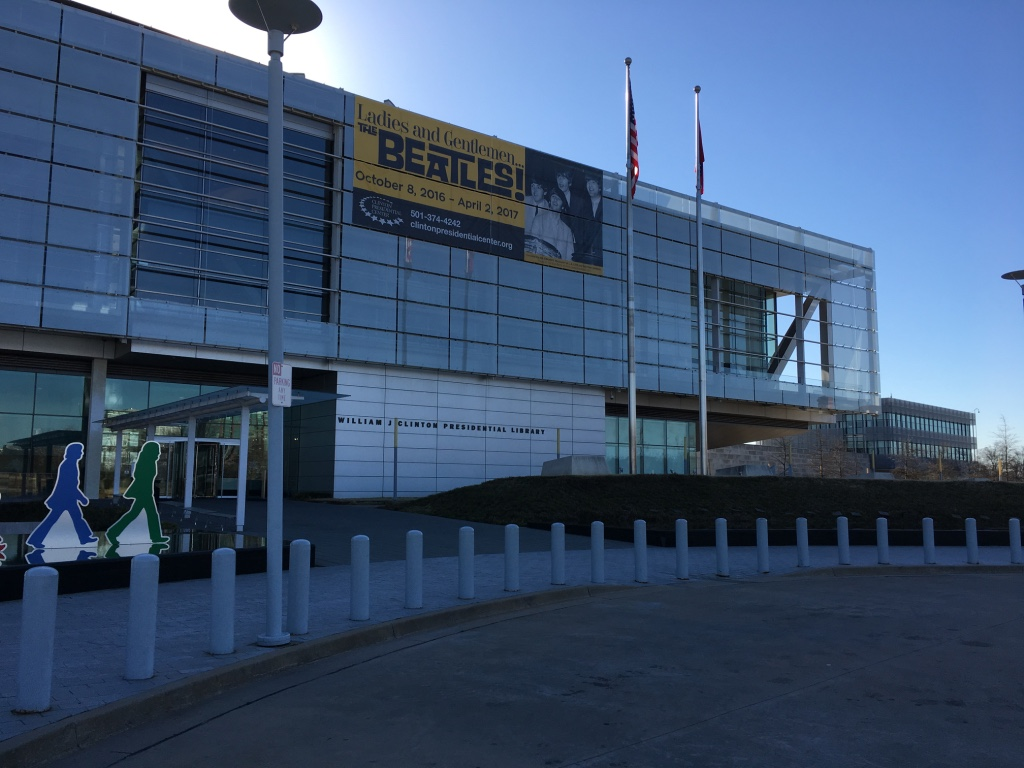 Ladies and Gentlemen...
THE
BEATLES!
October 8, 2016 - April 2, 2017
501-374-4242
clintonpresidentialcenter.org
PARKING
WILLIAM J CLINTON PRESIDENTIAL LIBRARY